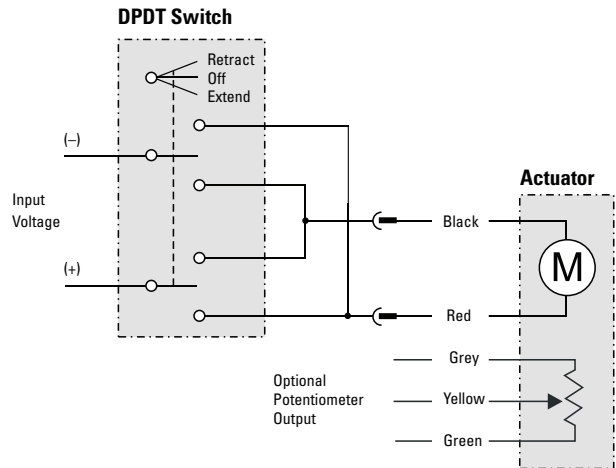 DPDT Switch
Retract
Off
Extend
(–)
Input
Voltage
(+)
Actuator
Black
M
Red
Grey
Optional
Potentiometer
Output
Yellow
Green